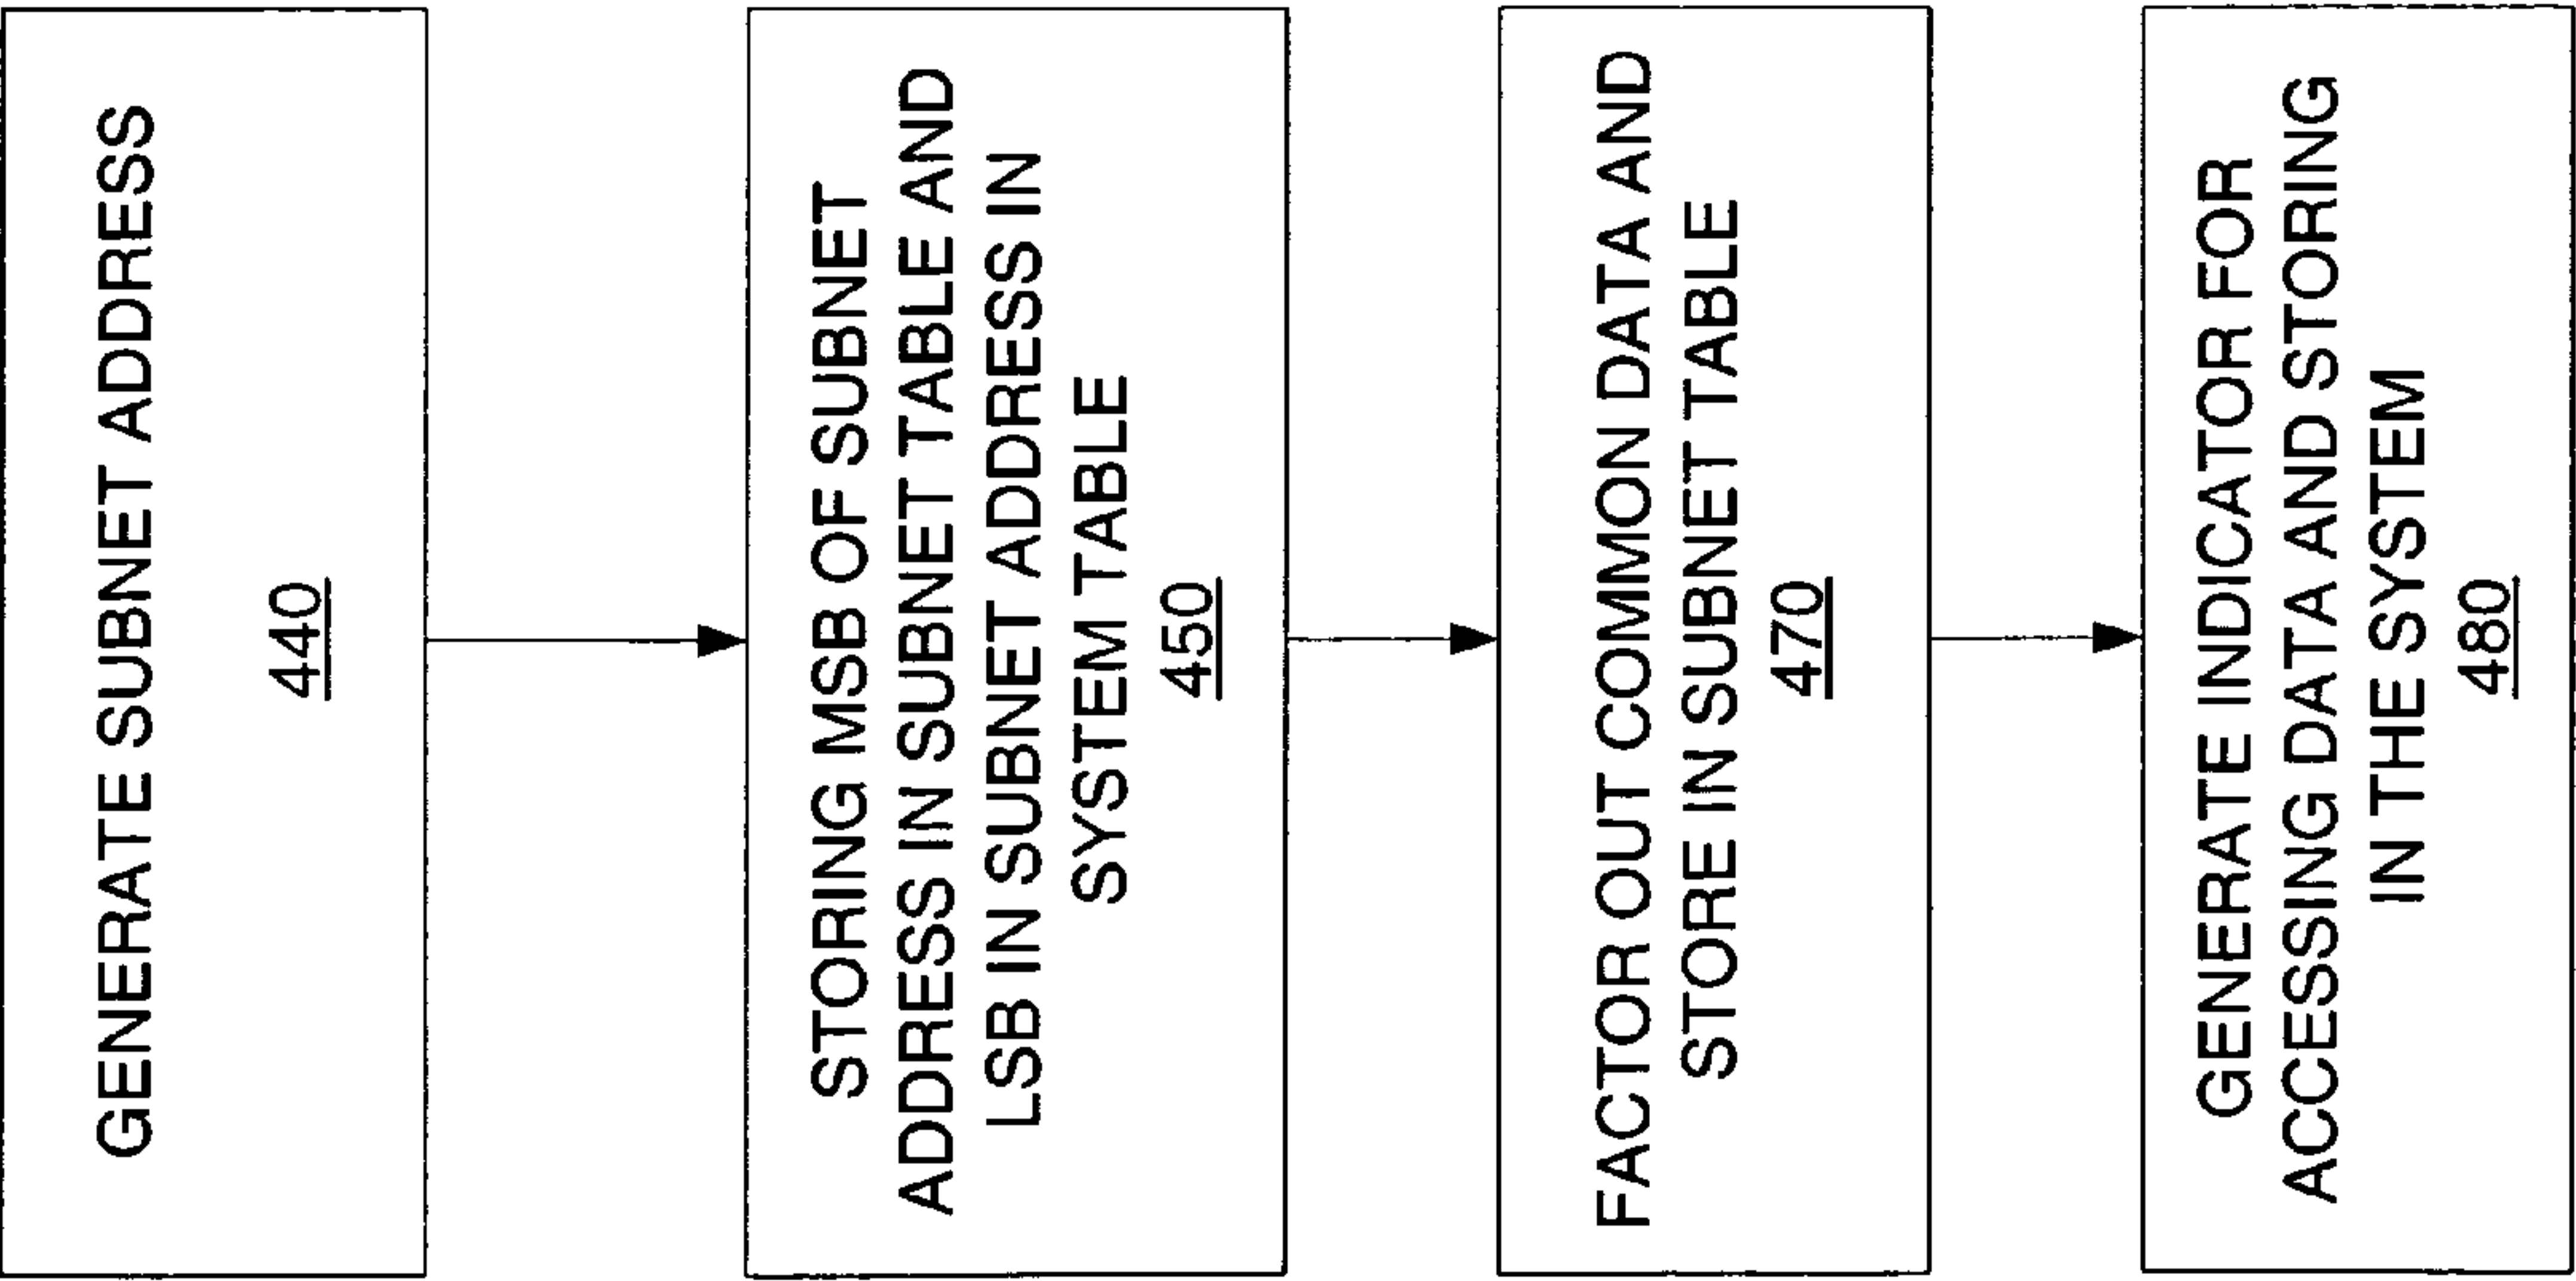 GENERATE SUBNET ADDRESS
440
STORING MSB OF SUBNET
ADDRESS IN SUBNET TABLE AND
LSB IN SUBNET ADDRESS IN
SYSTEM TABLE
450
FACTOR OUT COMMON DATA AND
STORE IN SUBNET TABLE
470
GENERATE INDICATOR FOR
ACCESSING DATA AND STORING
IN THE SYSTEM
480